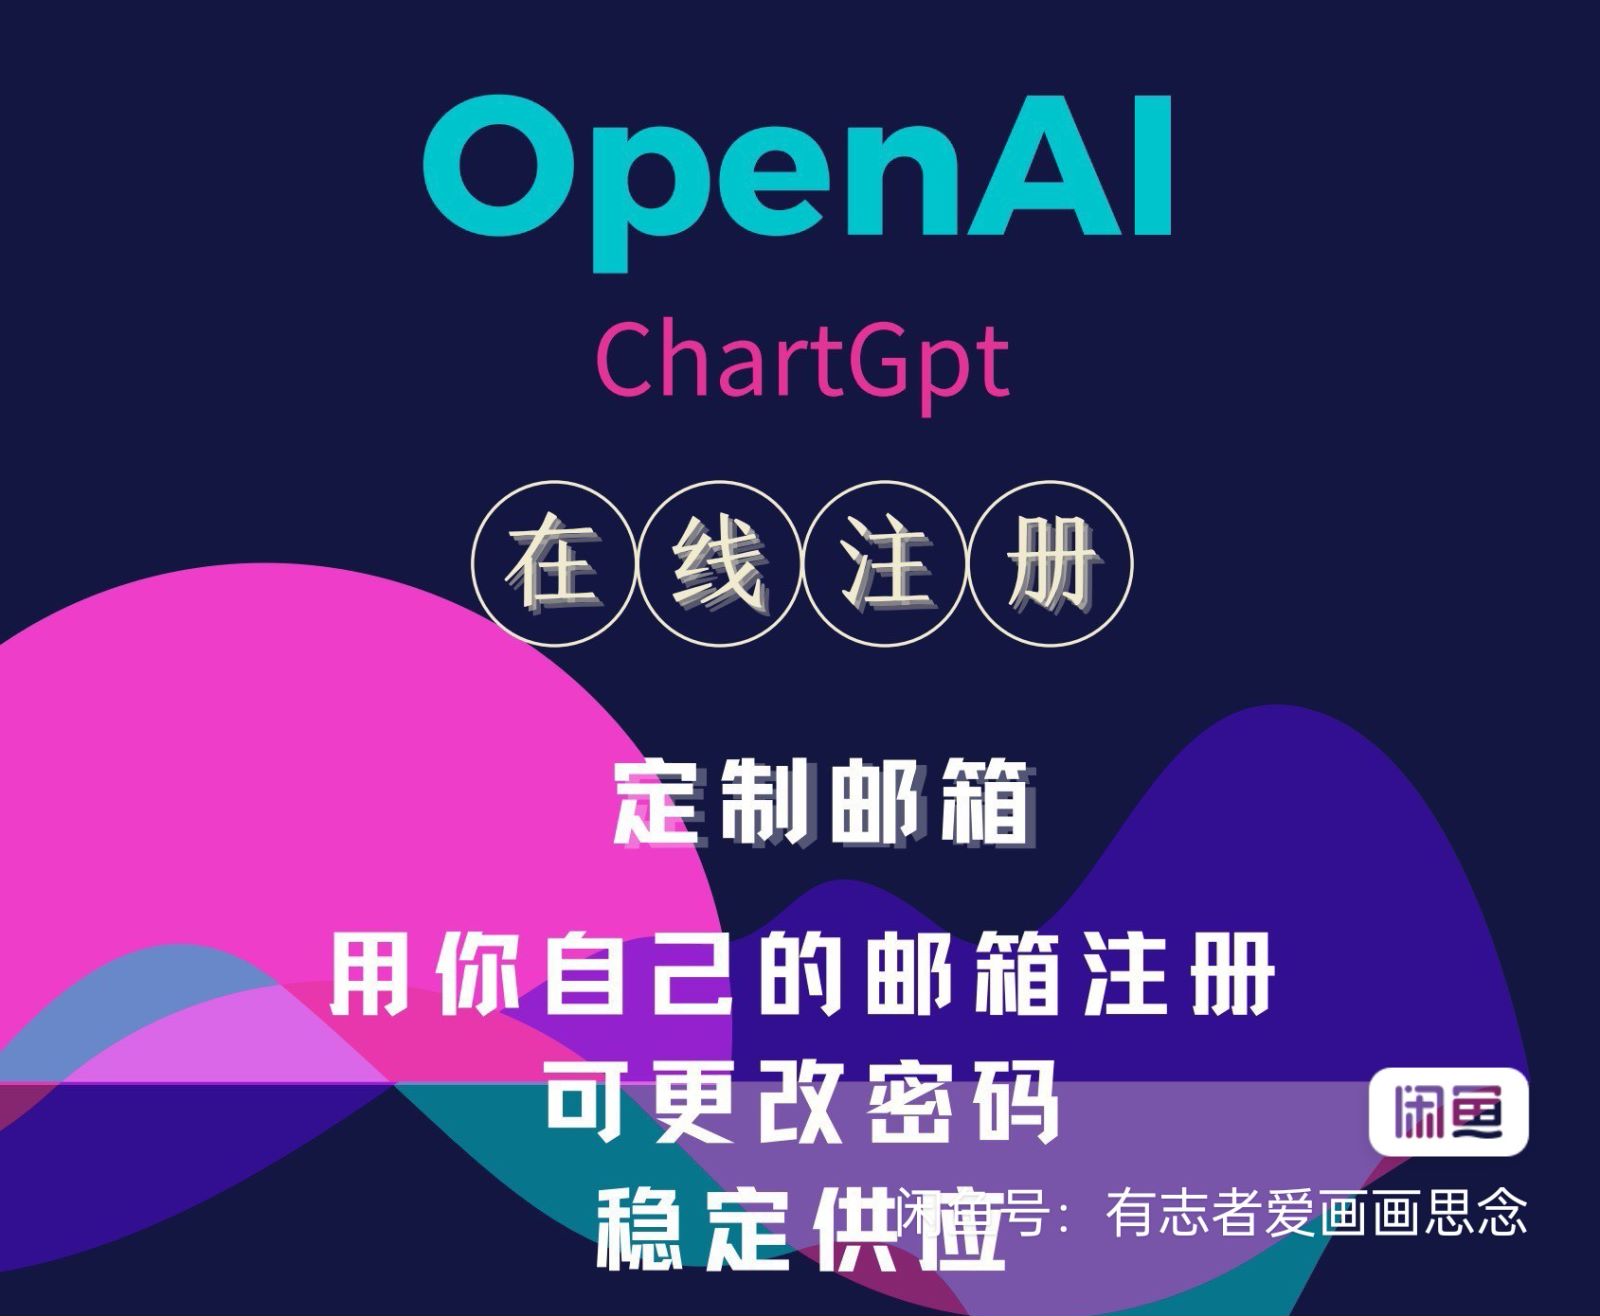 OpenAI
ChartGpt
在线注册
定制邮箱
用你自己的邮箱注册
可更改密码
稳定供应
闲鱼
闲鱼号：有志者爱画画思念